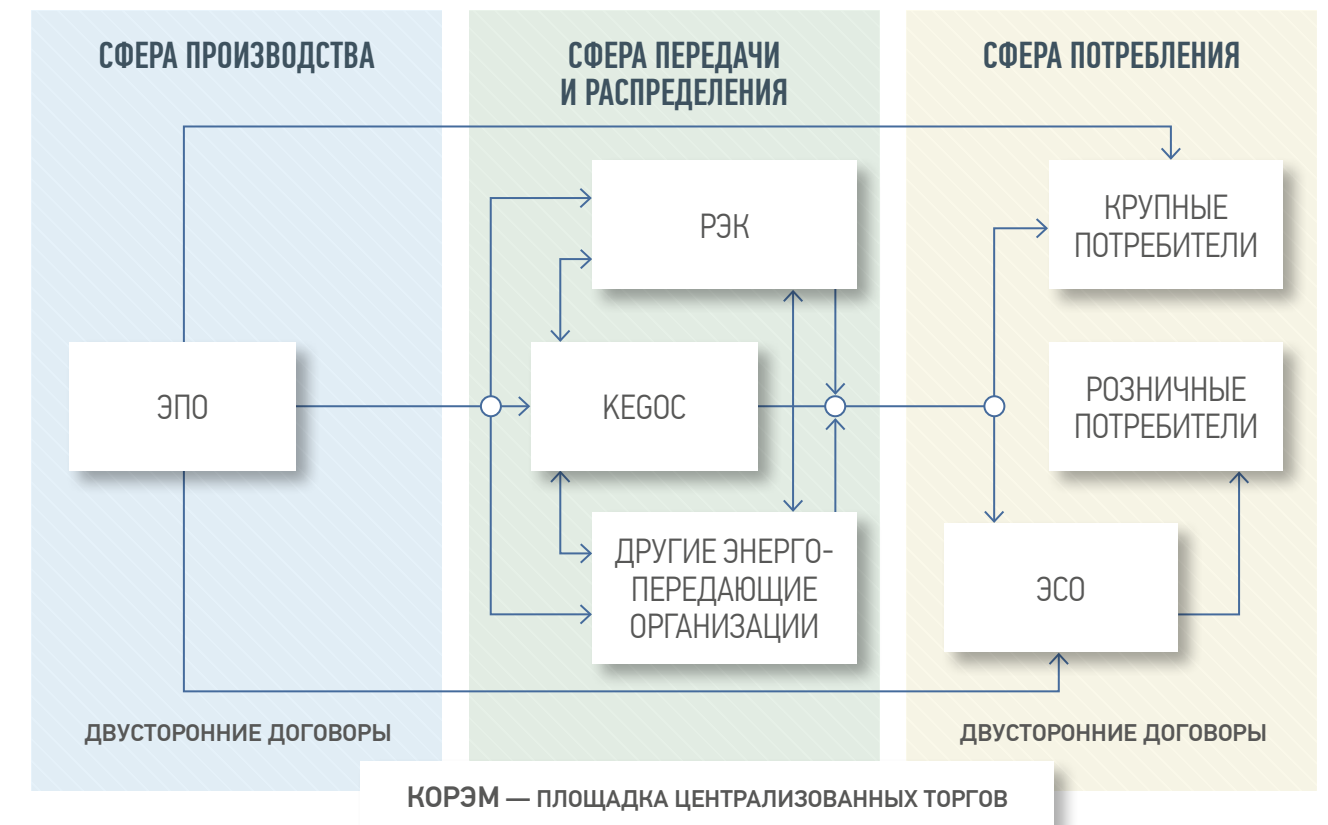 СФЕРА ПРОИЗВОДСТВА
СФЕРА ПЕРЕДАЧИ
И РАСПРЕДЕЛЕНИЯ
СФЕРА ПОТРЕБЛЕНИЯ
РЭК
КРУПНЫЕ
ПОТРЕБИТЕЛИ
ЭПО
KEGOC
РОЗНИЧНЫЕ
ПОТРЕБИТЕЛИ
ДРУГИЕ ЭНЕРГО-
ПЕРЕДАЮЩИЕ
ОРГАНИЗАЦИИ
ЭСО
ДВУСТОРОННИЕ ДОГОВОРЫ
ДВУСТОРОННИЕ ДОГОВОРЫ
КОРЭМ — ПЛОЩАДКА ЦЕНТРАЛИЗОВАННЫХ ТОРГОВ